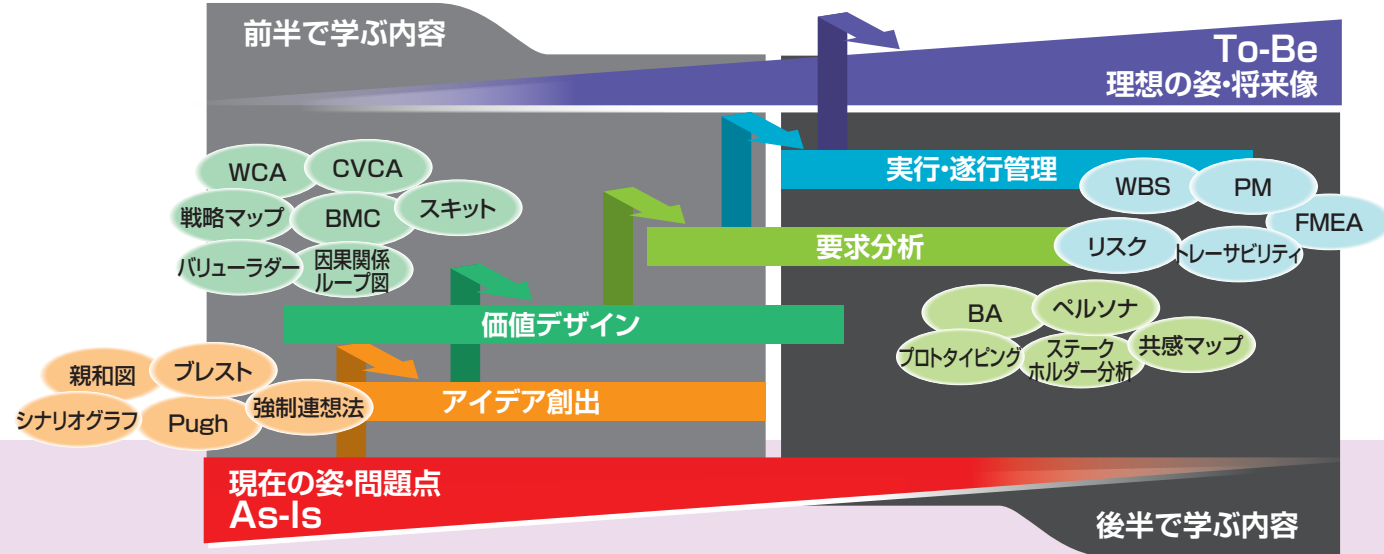 前半で学ぶ内容
To-Be
理想の姿・将来像
WCA
CVCA
戦略マップ
BMC
スキット
バリューラダー
因果関係
ループ図
実行・遂行管理
WBS
PM
FMEA
リスク
トレーサビリティ
要求分析
BA
ペルソナ
プロトタイピング
ステーク
ホルダー分析
共感マップ
価値デザイン
親和図
ブレスト
シナリオグラフ
Pugh
強制連想法
アイデア創出
現在の姿・問題点
As-Is
後半で学ぶ内容